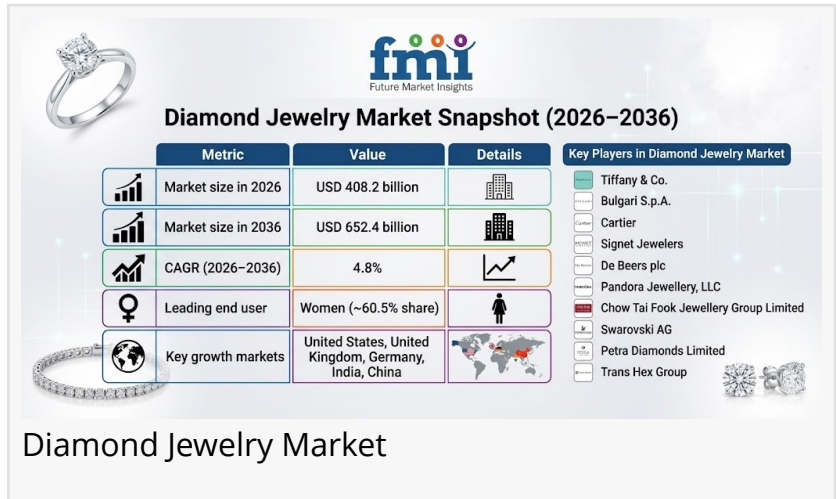 fmi
Future Market Insights
Diamond Jewelry Market Snapshot (2026–2036)
Metric Value Details
Market size in 2026 USD 408.2 billion
Market size in 2036 USD 652.4 billion
CAGR (2026–2036) 4.8%
Leading end user Women (~60.5% share)
Key growth markets
United States, United
Kingdom, Germany,
India, China
Key Players in Diamond Jewelry Market
Tiffany & Co.
Bulgari S.p.A.
Cartier
Signet Jewelers
De Beers plc
Pandora Jewellery, LLC
Chow Tai Fook Jewellery Group Limited
Swarovski AG
Petra Diamonds Limited
Trans Hex Group
Diamond Jewelry Market